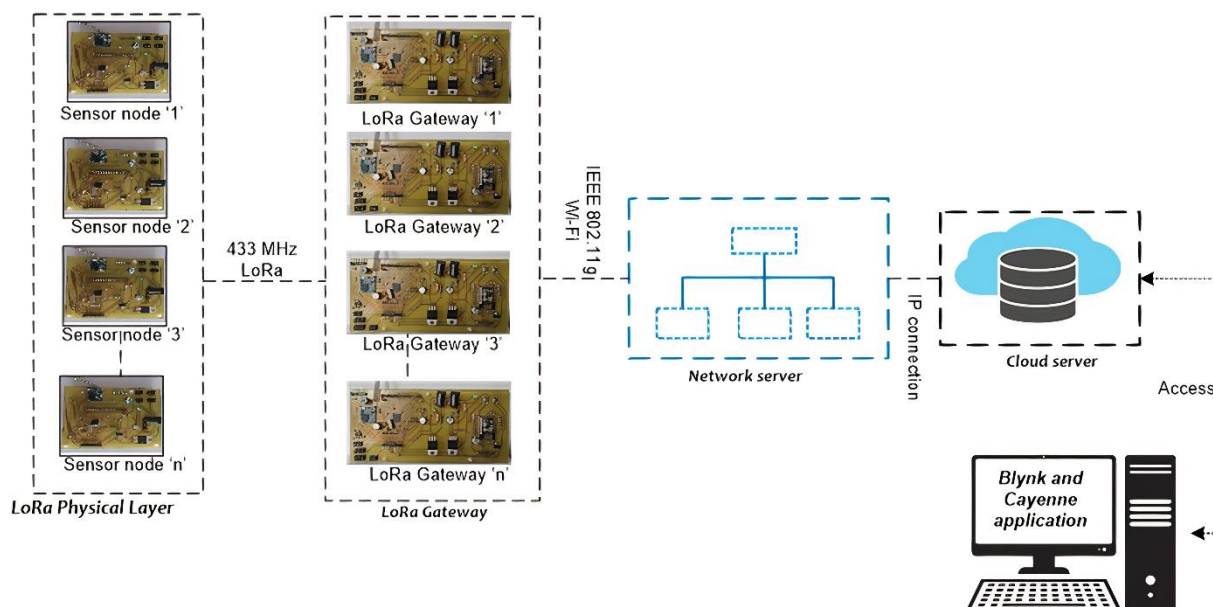 Sensor node '1'
Sensor node '2'
Sensor node '3'
Sensor node 'n'
LoRa Physical Layer
433 MHz
LoRa
LoRa Gateway '1'
LoRa Gateway '2'
LoRa Gateway '3'
LoRa Gateway 'n'
LoRa Gateway
IEEE 802.11g
Wi-Fi
Network server
IP connection
Cloud server
Access
Blynk and
Cayenne
application